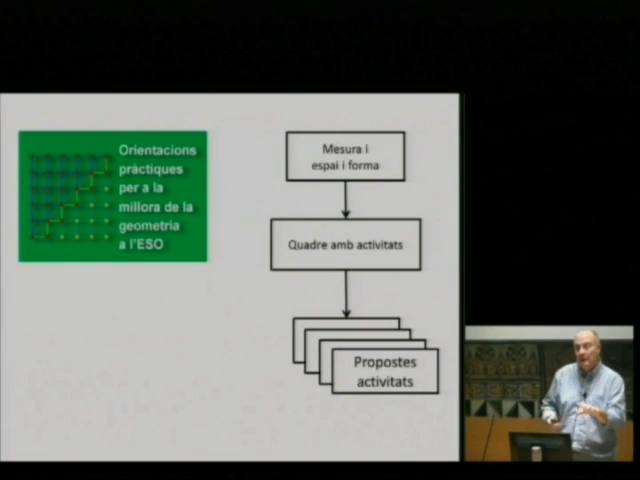 Orientacions
pràctiques
per a la
millora de la
geometria
a l'ESO
Mesura i
espai i forma
Quadre amb activitats
Propostes
activitats